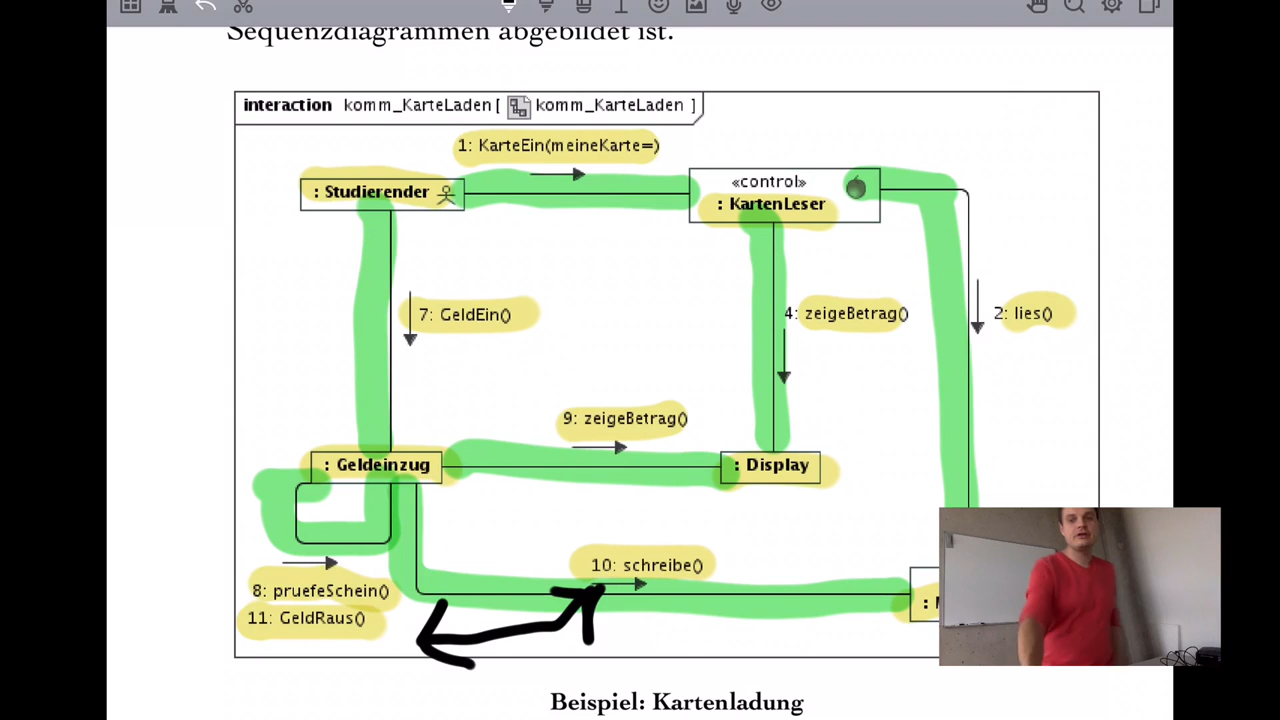 Sequenzdiagrammen abgebildet ist.
interaction komm_KarteLaden [ komm_KarteLaden ]
1: KarteEin(meineKarte=)
: Studierender
«control»
: KartenLeser
7: GeldEin()
4: zeigeBetrag()
2: lies()
9: zeigeBetrag()
: Geldeinzug
: Display
10: schreibe()
8: pruefeSchein()
11: GeldRaus()
:
Beispiel: Kartenladung